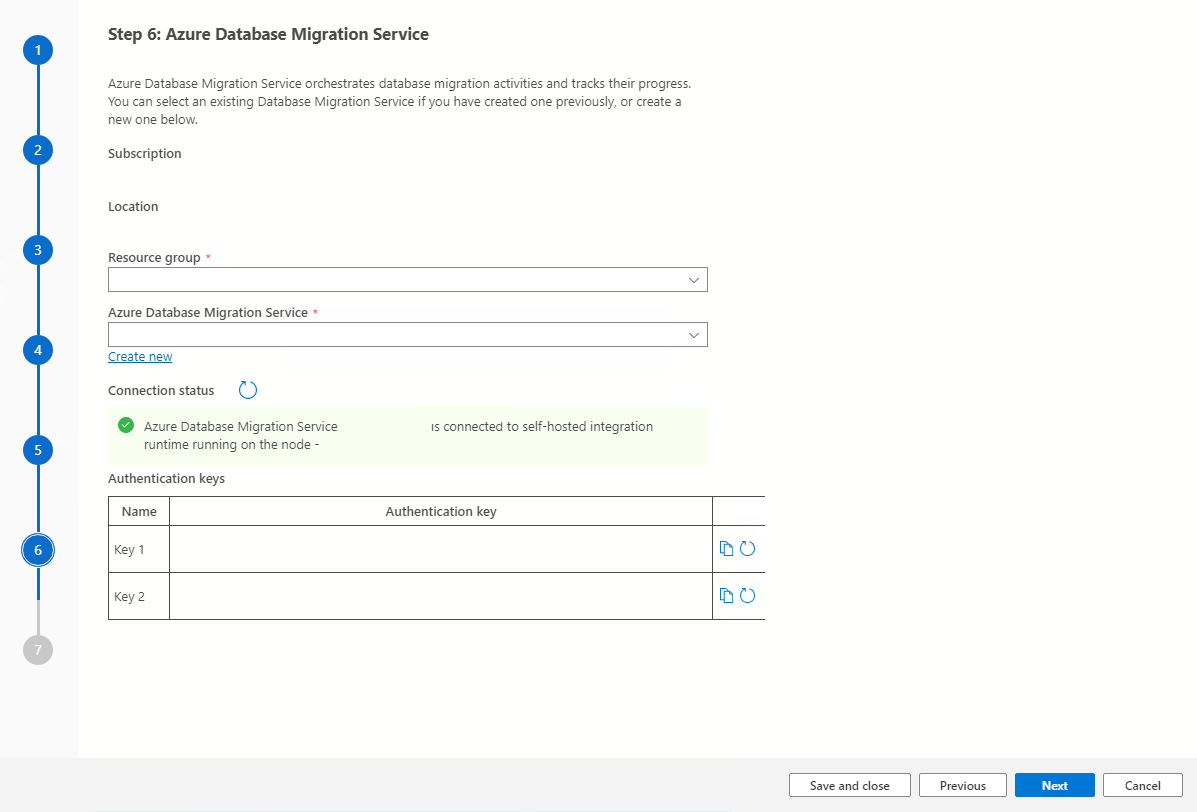 1
2
3
4
5
6
7
Step 6: Azure Database Migration Service
Azure Database Migration Service orchestrates database migration activities and tracks their progress.
You can select an existing Database Migration Service if you have created one previously, or create a
new one below.
Subscription
Location
Resource group *
Azure Database Migration Service *
Create new
Connection status
Azure Database Migration Service is connected to self-hosted integration
runtime running on the node -
Authentication keys
Name Authentication key
Key 1
Key 2
Save and close Previous Next Cancel